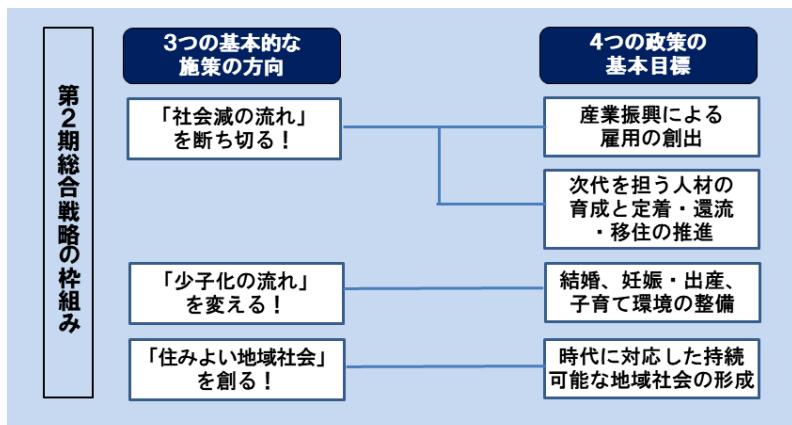 第２期総合戦略の枠組み
３つの基本的な
施策の方向
４つの政策の
基本目標
「社会減の流れ」
を断ち切る！
産業振興による
雇用の創出
次代を担う人材の
育成と定着・還流
・移住の推進
「少子化の流れ」
を変える！
結婚、妊娠・出産、
子育て環境の整備
「住みよい地域社会」
を創る！
時代に対応した持続
可能な地域社会の形成